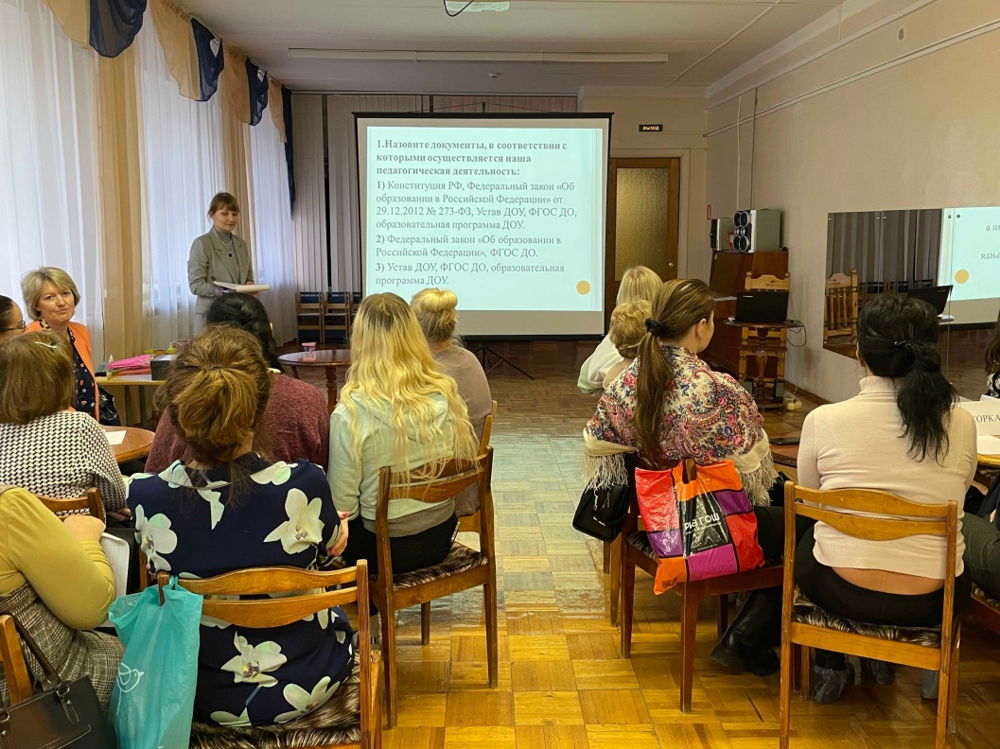 ВЫХОД
1.Назовите документы, в соответствии с
которыми осуществляется наша
педагогическая деятельность:
1) Конституция РФ, Федеральный закон «Об
образовании в Российской Федерации» от
29.12.2012 № 273-ФЗ, Устав ДОУ, ФГОС ДО,
образовательная программа ДОУ.
2) Федеральный закон «Об образовании в
Российской Федерации», ФГОС ДО.
3) Устав ДОУ, ФГОС ДО, образовательная
программа ДОУ.